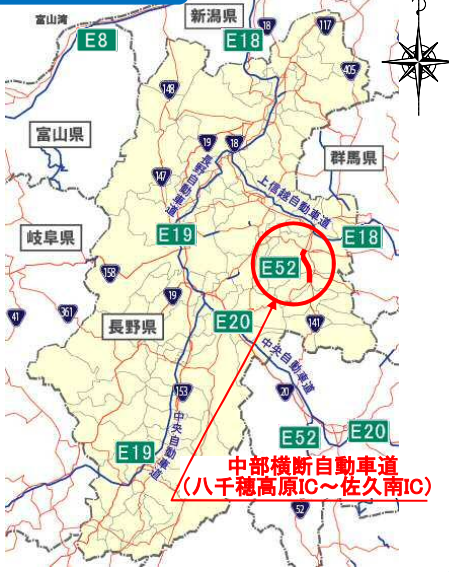 新潟県
富山湾
18
117
E8
E18
405
148
富山県
19
18
群馬県
長野自動車道
147
上信越自動車道
E19
E18
岐阜県
E52
158
19
361
41
長野県
E20
141
中央自動車道
153
20
中央自動車道
E52
E20
E19
中部横断自動車道
(八千穂高原IC～佐久南IC)
52